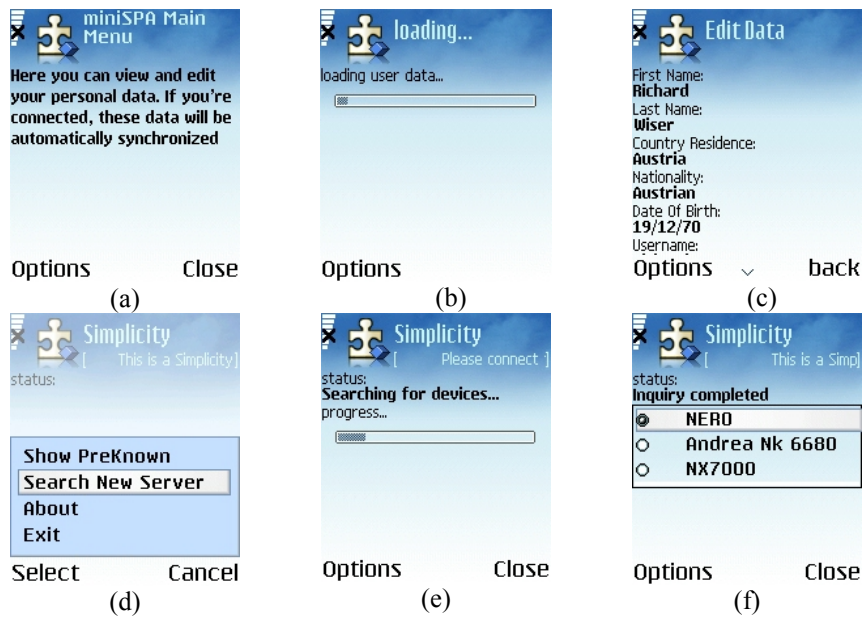 miniSPA Main
Menu
Here you can view and edit
your personal data. If you're
connected, these data will be
automatically synchronized
Options Close
(a)
loading...
loading user data...
Options
(b)
Edit Data
First Name:
Richard
Last Name:
Wiser
Country Residence:
Austria
Nationality:
Austrian
Date Of Birth:
19/12/70
Username:
Options back
(c)
Simplicity
[ This is a Simplicity]
status:
Show PreKnown
Search New Server
About
Exit
Select Cancel
(d)
Simplicity
[ Please connect ]
status:
Searching for devices...
progress...
Options Close
(e)
Simplicity
[ This is a Simp]
status:
Inquiry completed
NERO
Andrea Nk 6680
NX7000
Options Close
(f)